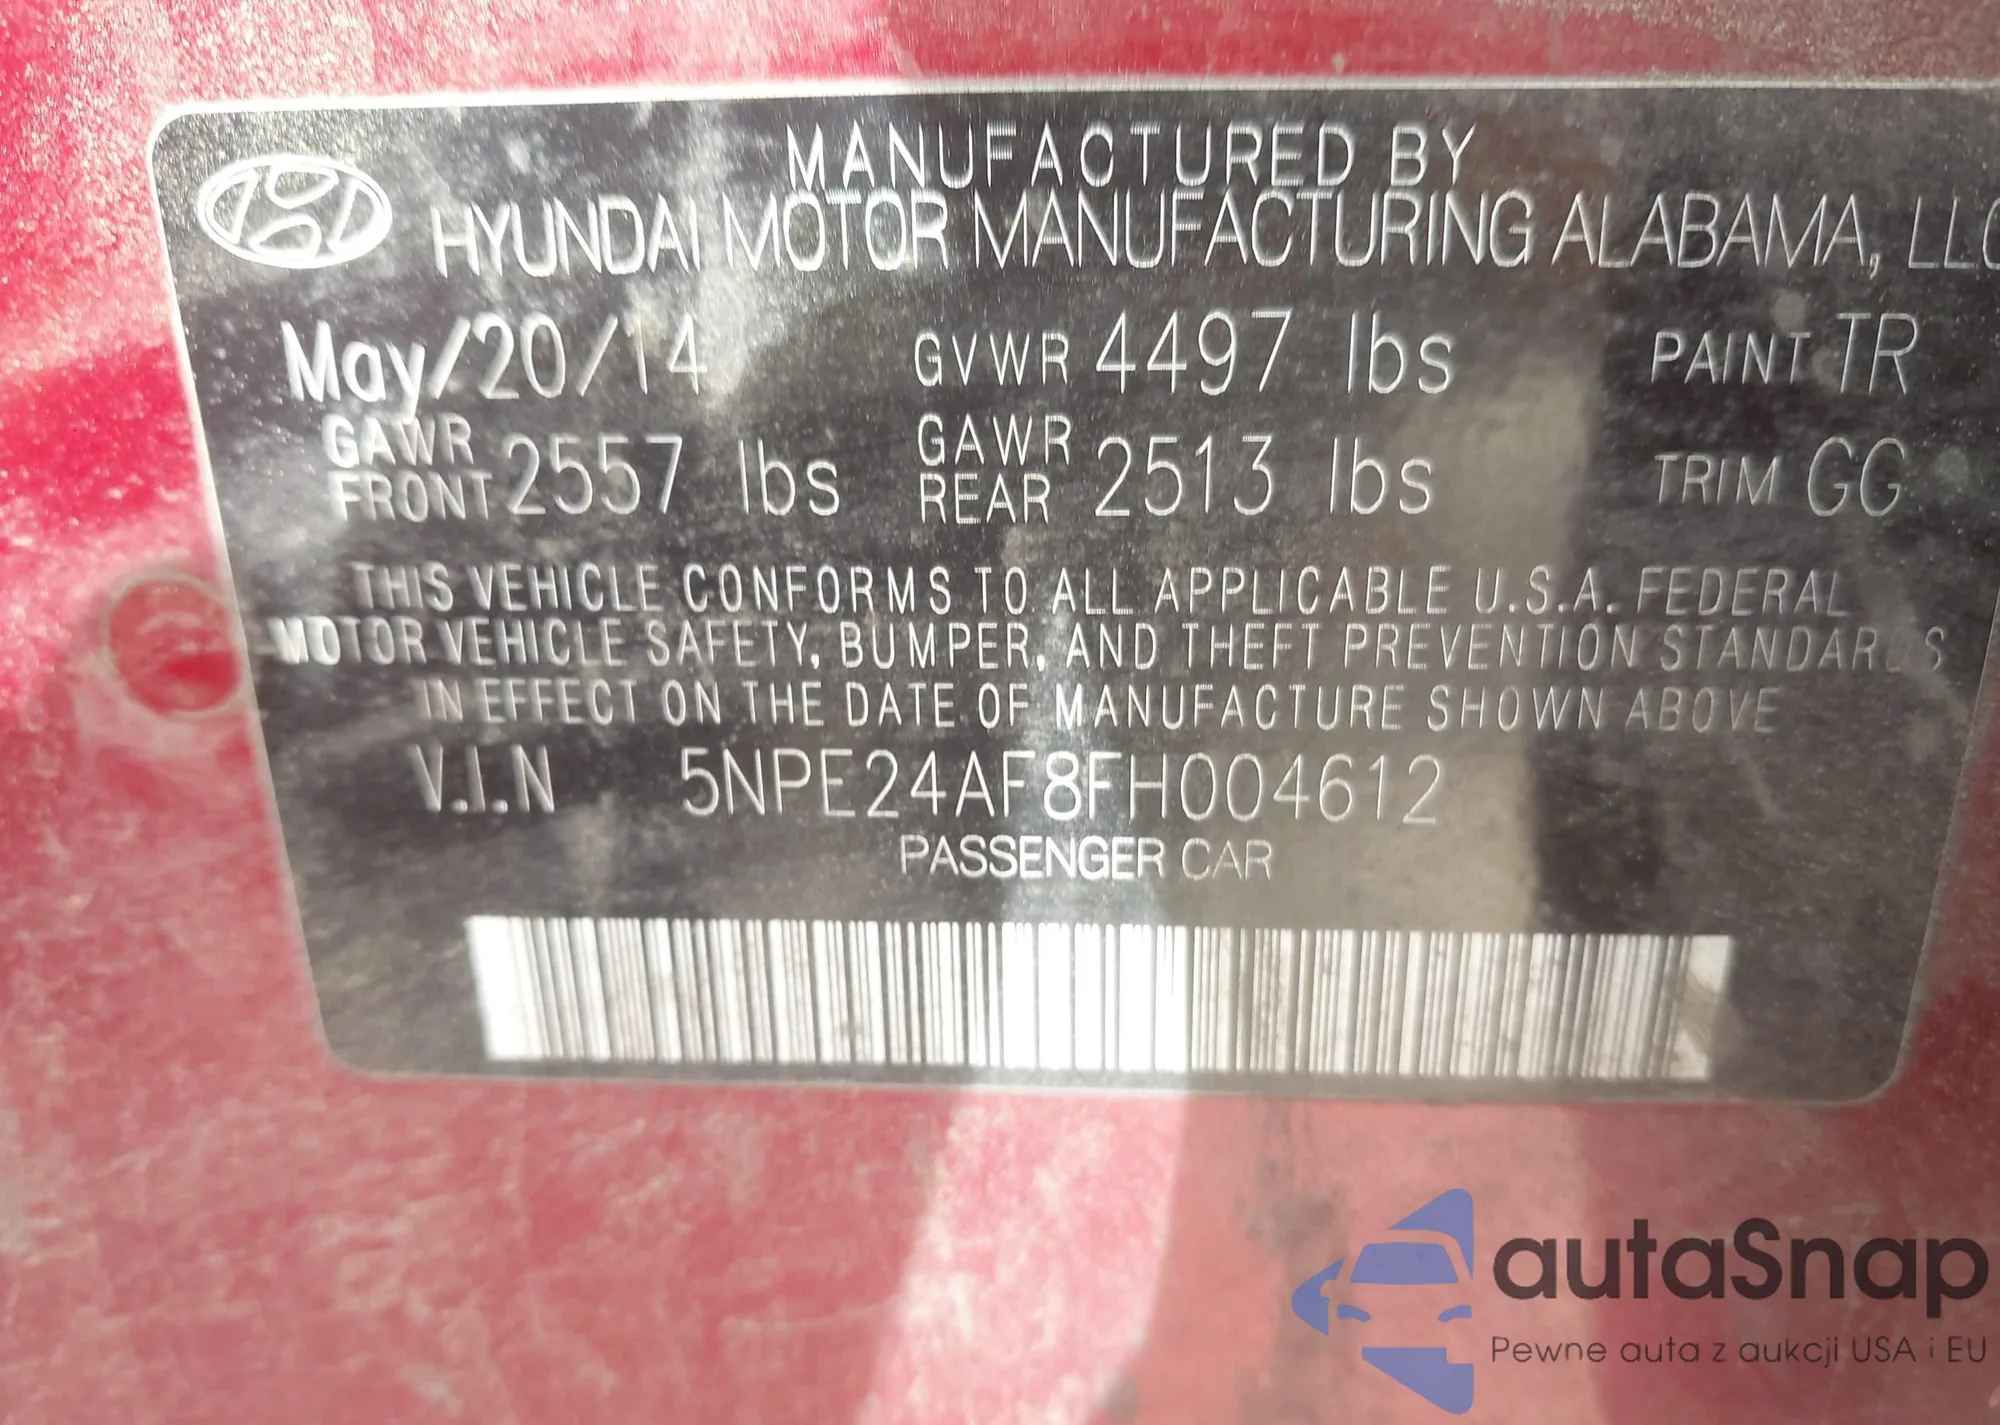 MANUFACTURED BY
HYUNDAI MOTOR MANUFACTURING ALABAMA, LLC
May/20/14 GVWR 4497 lbs PAINT TR
GAWR FRONT 2557 lbs GAWR REAR 2513 lbs TRIM GG
THIS VEHICLE CONFORMS TO ALL APPLICABLE U.S.A. FEDERAL
MOTOR VEHICLE SAFETY, BUMPER, AND THEFT PREVENTION STANDARDS
IN EFFECT ON THE DATE OF MANUFACTURE SHOWN ABOVE
V.I.N 5NPE24AF8FH004612
PASSENGER CAR
autaSnap
Pewne auta z aukcji USA i EU